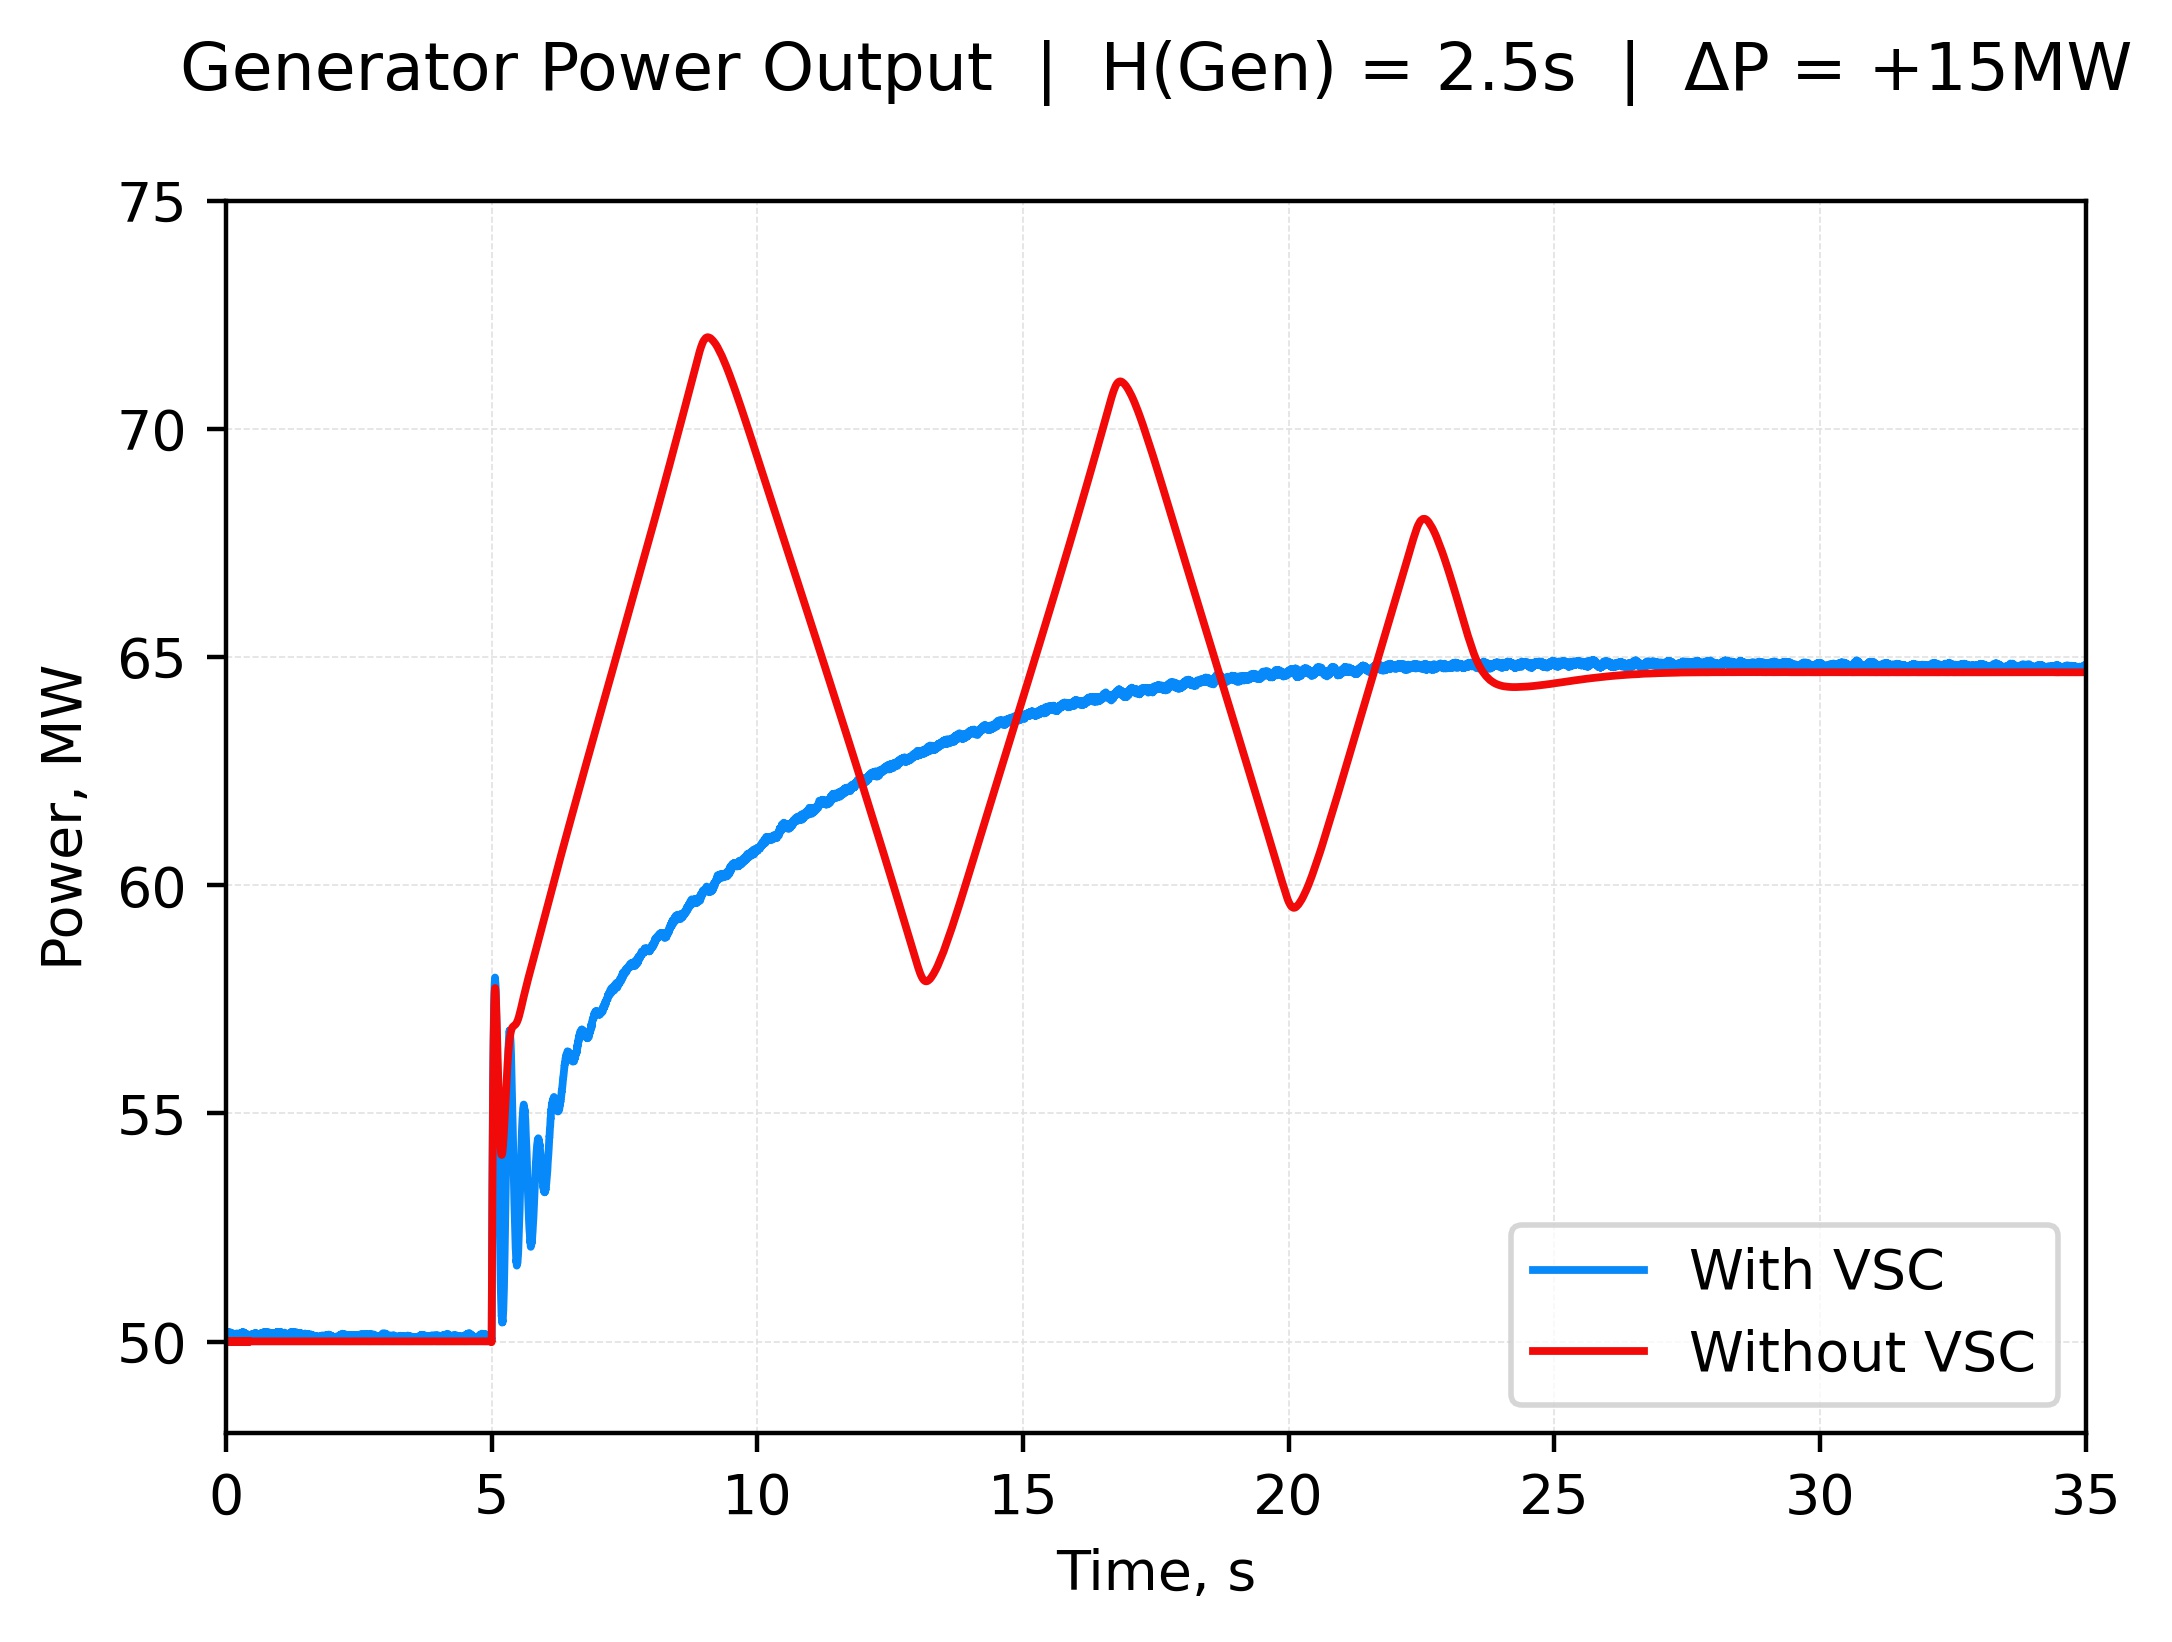 Generator Power Output | H(Gen) = 2.5s | ΔP = +15MW
75
70
65
60
55
50
Power, MW
With VSC
Without VSC
0 5 10 15 20 25 30 35
Time, s